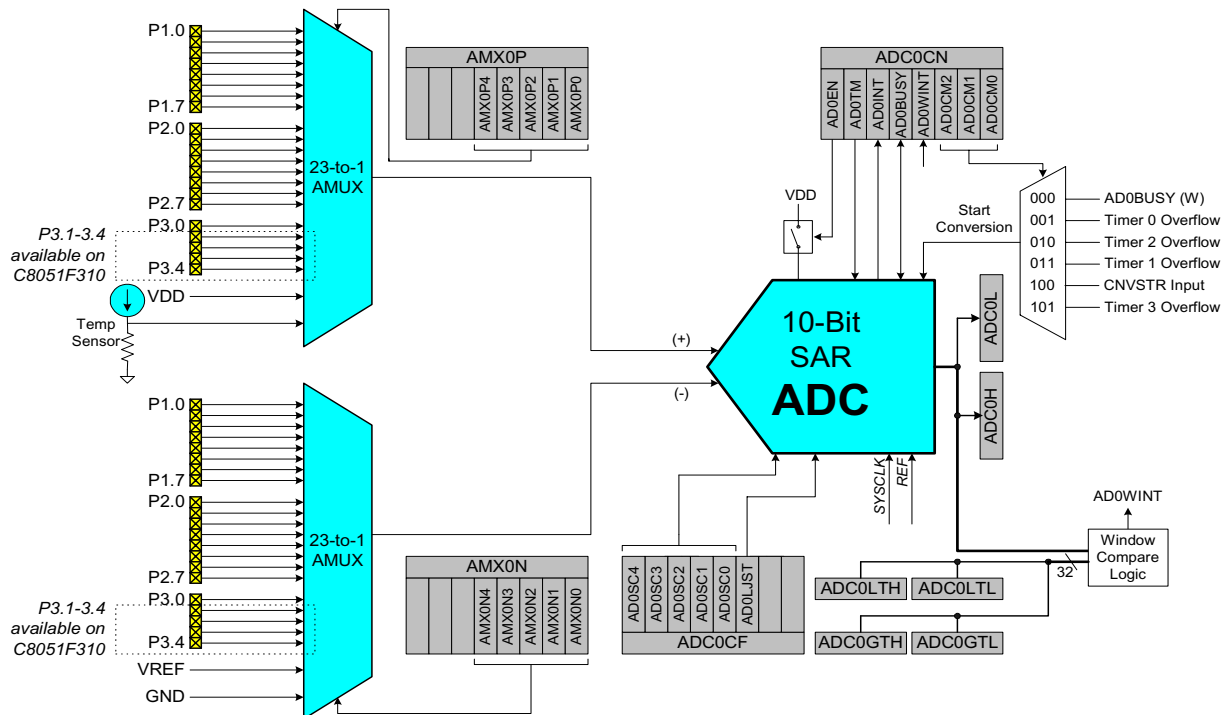 P1.0
P1.7
P2.0
P2.7
P3.0
P3.4
P3.1-3.4
available on
C8051F310
VDD
Temp
Sensor
23-to-1
AMUX
AMX0P
AMX0P4
AMX0P3
AMX0P2
AMX0P1
AMX0P0
ADC0CN
AD0EN
AD0TM
AD0INT
AD0BUSY
AD0WINT
AD0CM2
AD0CM1
AD0CM0
VDD
Start
Conversion
000 AD0BUSY (W)
001 Timer 0 Overflow
010 Timer 2 Overflow
011 Timer 1 Overflow
100 CNVSTR Input
101 Timer 3 Overflow
(+)
(-)
10-Bit
SAR
ADC
ADC0L
ADC0H
SYSCLK
REF
P1.0
P1.7
P2.0
P2.7
P3.0
P3.4
P3.1-3.4
available on
C8051F310
VREF
GND
23-to-1
AMUX
AMX0N
AMX0N4
AMX0N3
AMX0N2
AMX0N1
AMX0N0
AD0SC4
AD0SC3
AD0SC2
AD0SC1
AD0SC0
AD0LJST
ADC0CF
AD0WINT
Window
Compare
Logic
32
ADC0LTH
ADC0LTL
ADC0GTH
ADC0GTL